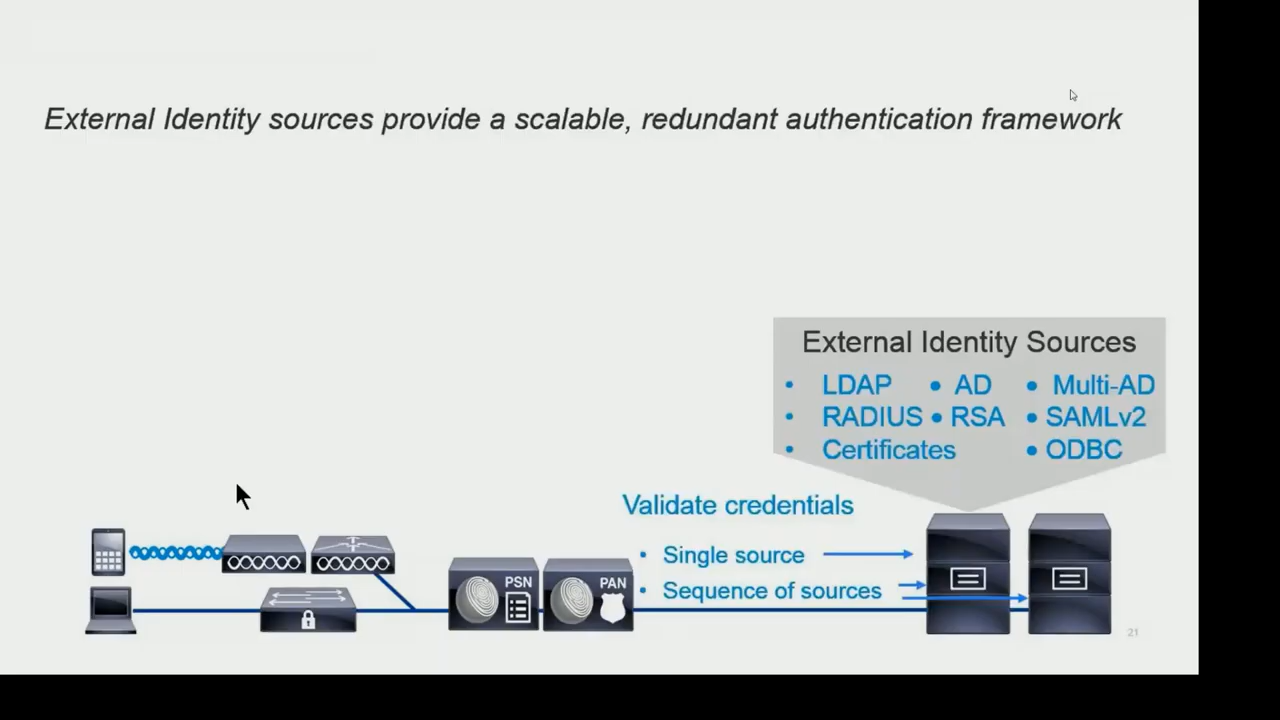 External Identity sources provide a scalable, redundant authentication framework
External Identity Sources
• LDAP • AD • Multi-AD
• RADIUS • RSA • SAMLv2
• Certificates • ODBC
Validate credentials
• Single source
• Sequence of sources
PSN
PAN
21